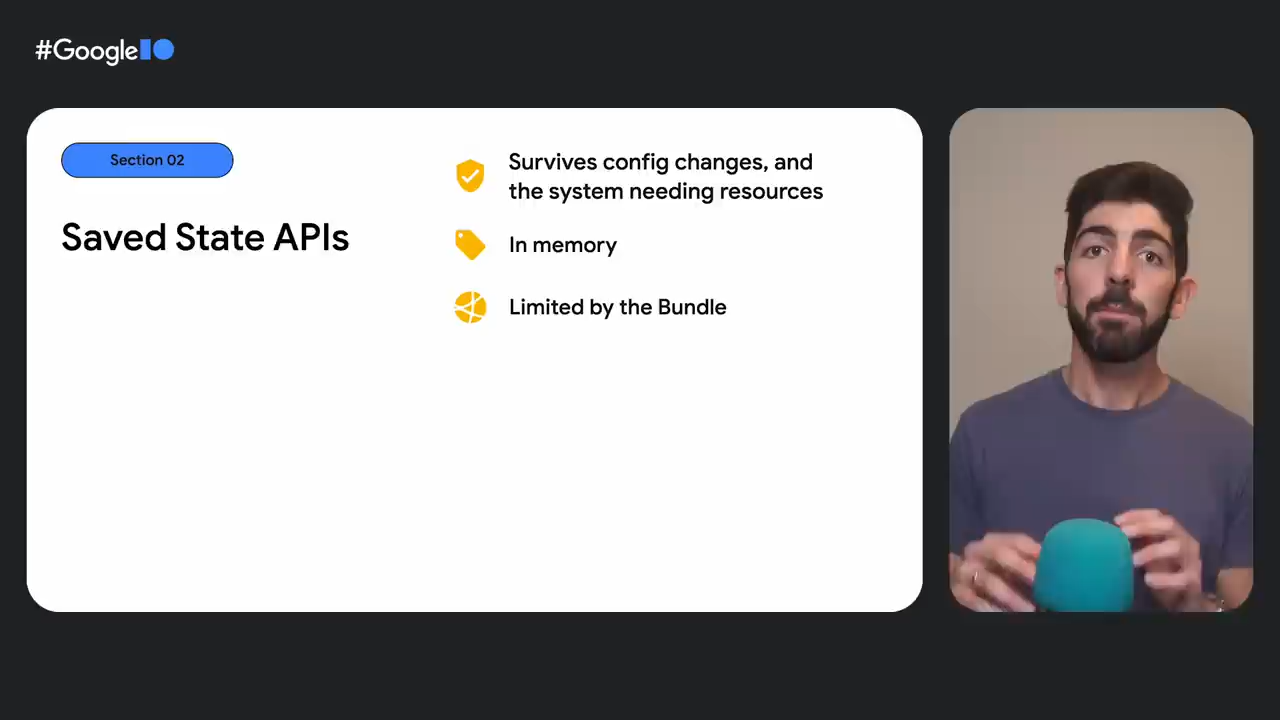 #Google
Section 02
Saved State APIs
Survives config changes, and
the system needing resources
In memory
Limited by the Bundle